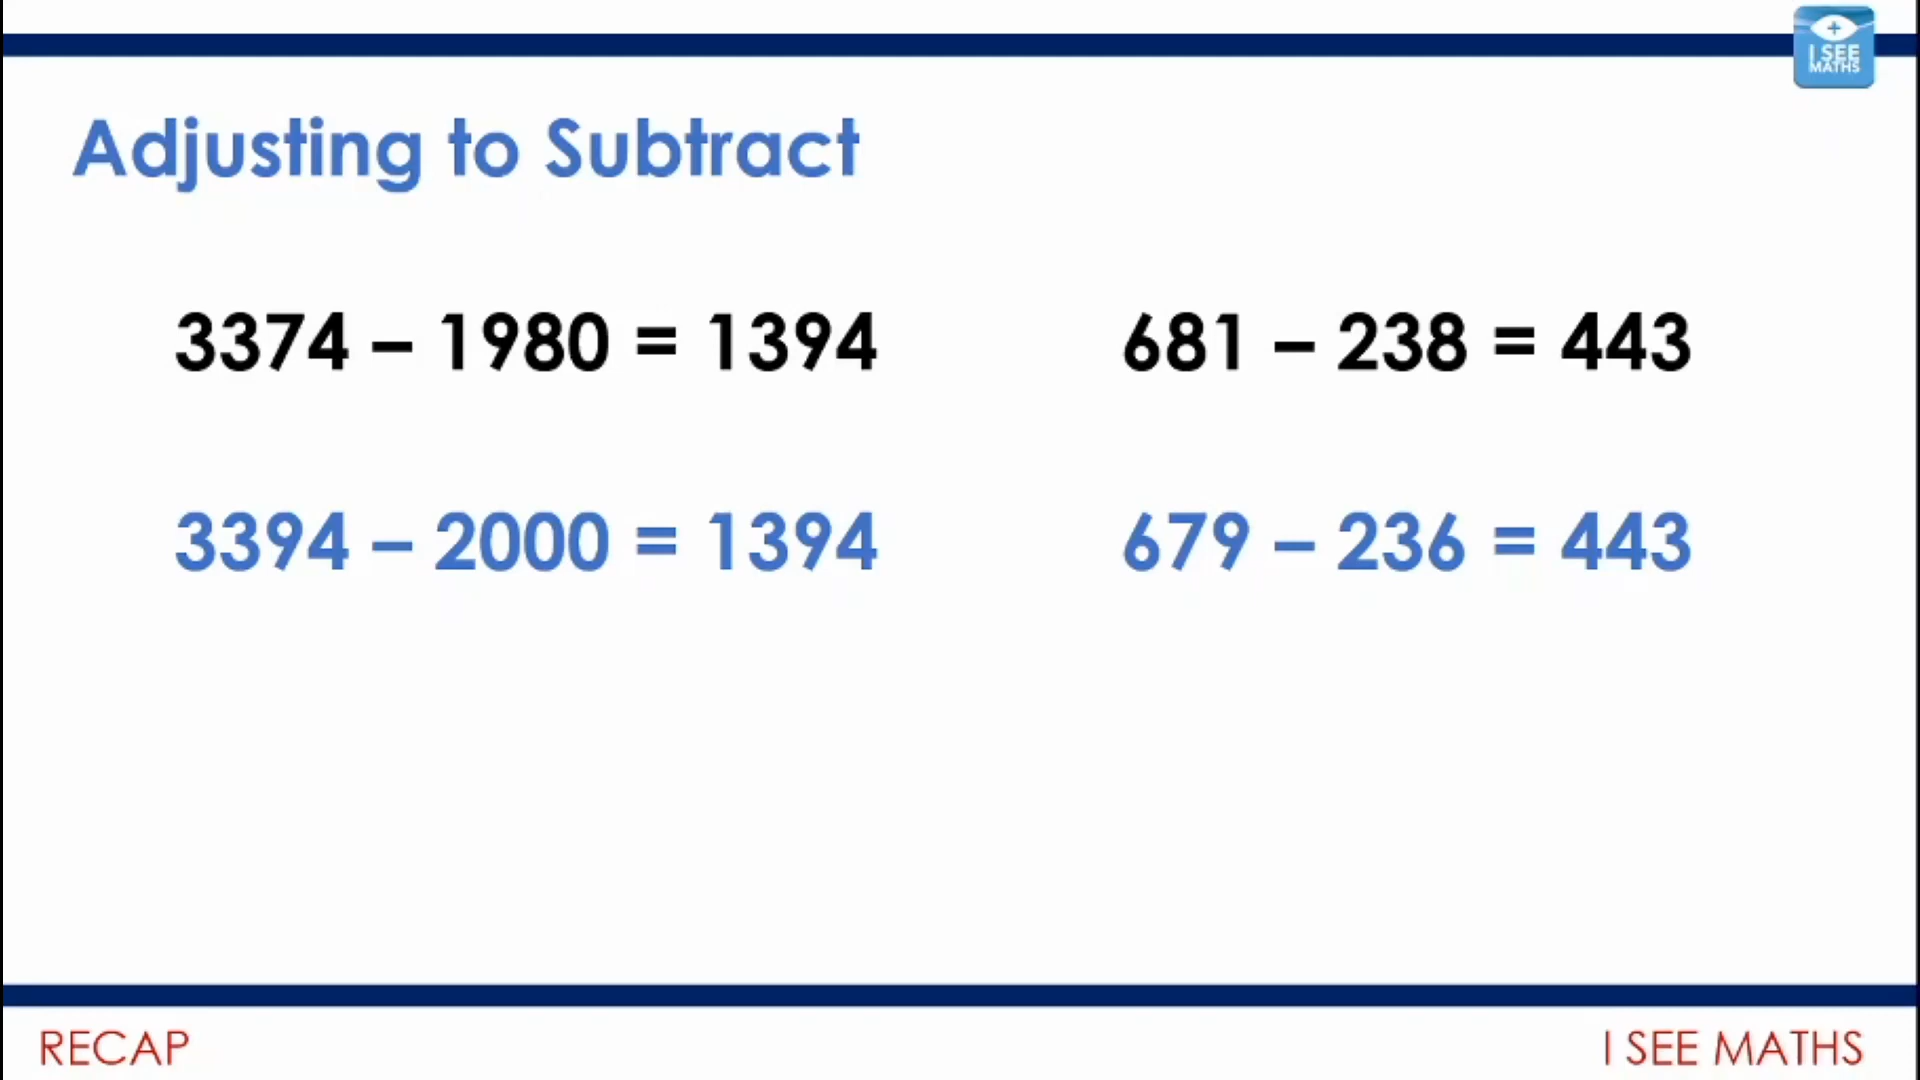 I SEE
MATHS
Adjusting to Subtract
3374 – 1980 = 1394
681 – 238 = 443
3394 – 2000 = 1394
679 – 236 = 443
RECAP
I SEE MATHS